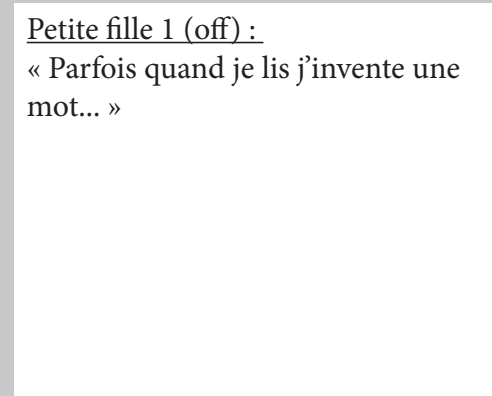 Petite fille 1 (off) :
« Parfois quand je lis j’invente une
mot... »